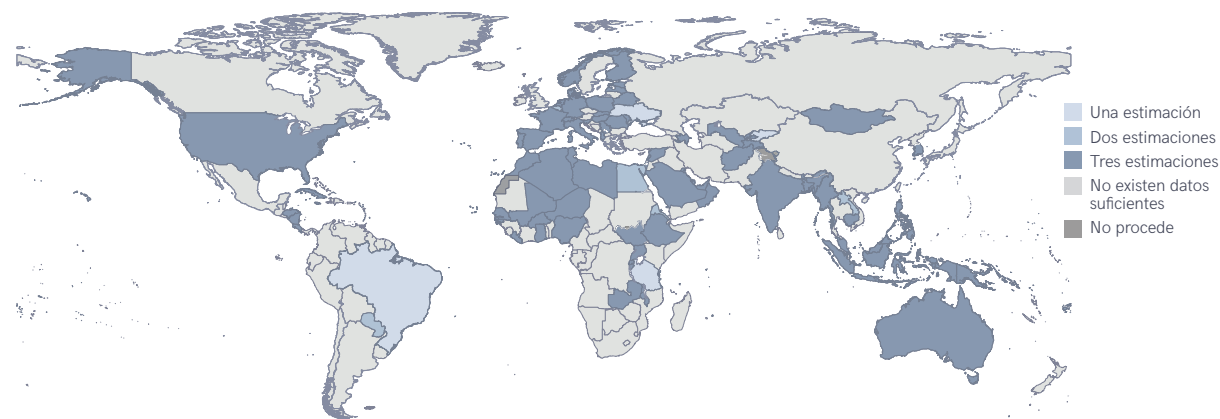 Una estimación
Dos estimaciones
Tres estimaciones
No existen datos
suficientes
No procede